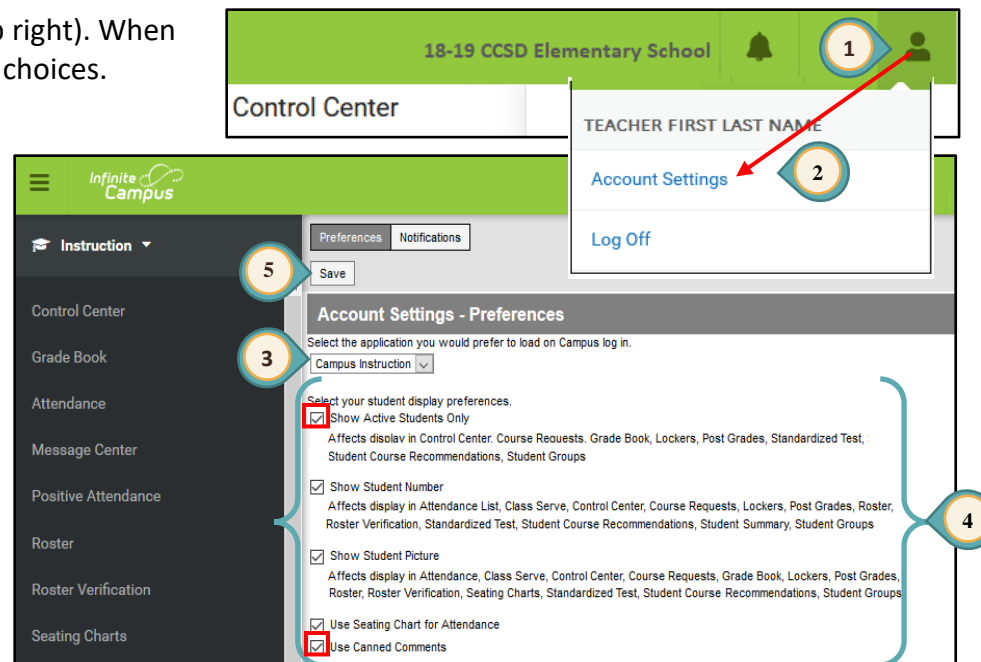 right). When
choices.
18-19 CCSD Elementary School
1
Control Center
TEACHER FIRST LAST NAME
Account Settings
2
Log Off
Infinite
Campus
Instruction
Preferences Notifications
5
Save
Control Center
Account Settings - Preferences
Select the application you would prefer to load on Campus log in.
Grade Book
3
Campus Instruction
Attendance
Select your student display preferences.
Show Active Students Only
Affects display in Control Center. Course Requests. Grade Book, Lockers, Post Grades, Standardized Test,
Student Course Recommendations, Student Groups
Message Center
Show Student Number
Positive Attendance
Affects display in Attendance List, Class Serve, Control Center, Course Requests, Lockers, Post Grades, Roster,
Roster Verification, Standardized Test, Student Course Recommendations, Student Summary, Student Groups
4
Roster
Show Student Picture
Affects display in Attendance, Class Serve, Control Center, Course Requests, Grade Book, Lockers, Post Grades,
Roster, Roster Verification, Seating Charts, Standardized Test, Student Course Recommendations, Student Groups
Roster Verification
Use Seating Chart for Attendance
Seating Charts
Use Canned Comments